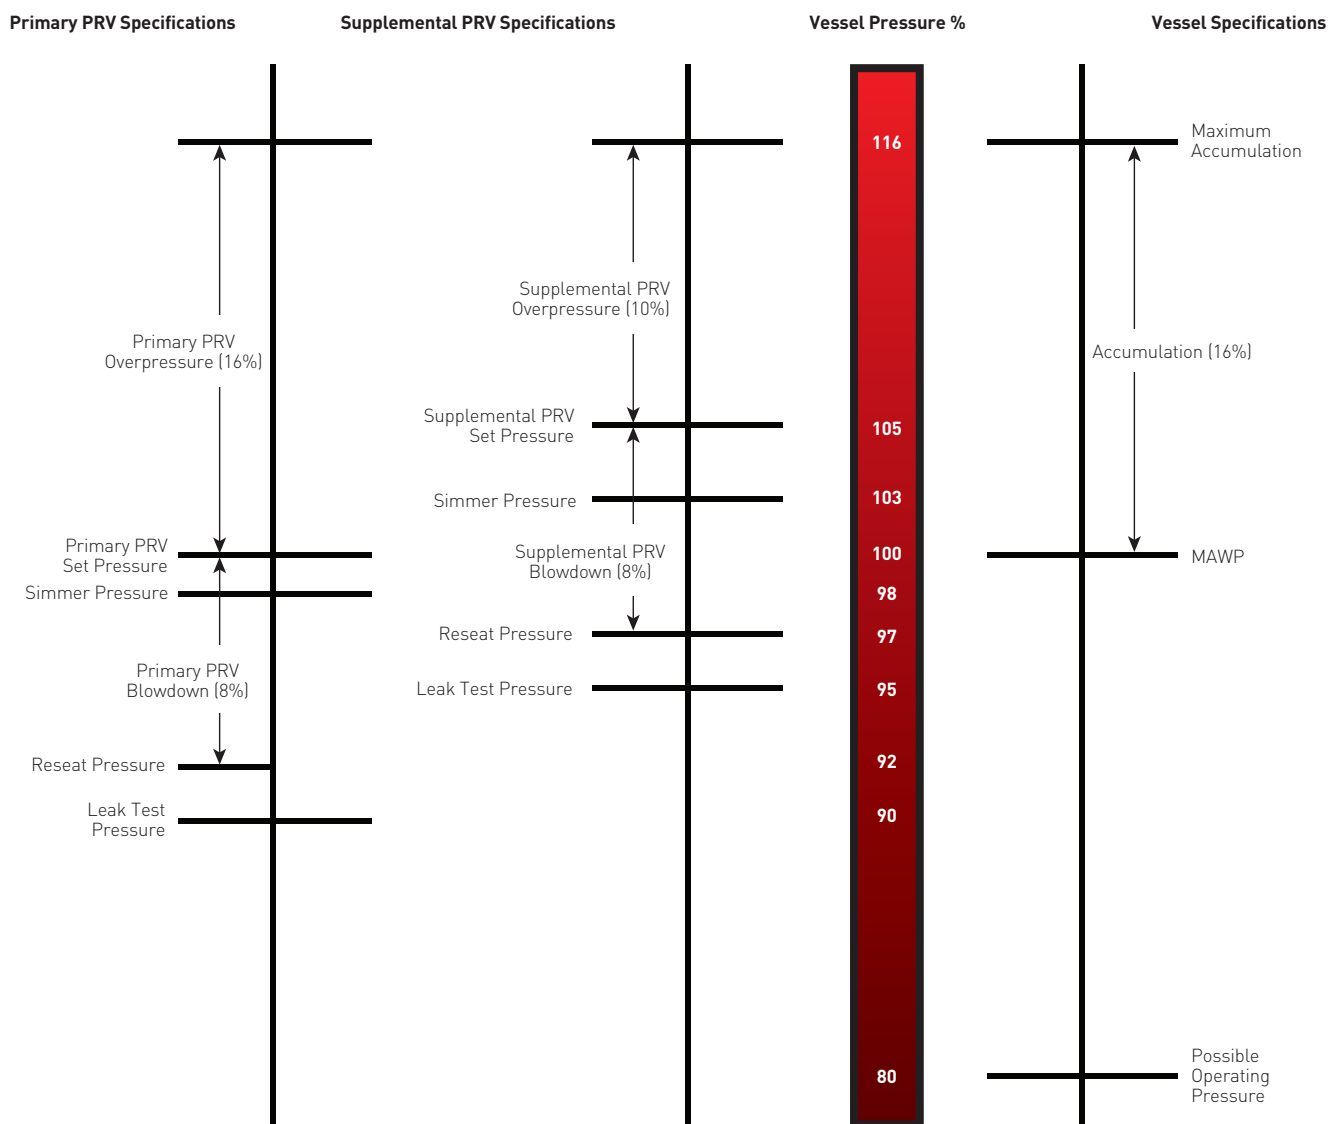 Primary PRV Specifications
Supplemental PRV Specifications
Vessel Pressure %
Vessel Specifications
Primary PRV
Overpressure (16%)
Primary PRV
Set Pressure
Simmer Pressure
Primary PRV
Blowdown (8%)
Reseat Pressure
Leak Test
Pressure
Supplemental PRV
Overpressure (10%)
Supplemental PRV
Set Pressure
Simmer Pressure
Supplemental PRV
Blowdown (8%)
Reseat Pressure
Leak Test Pressure
116
105
103
100
98
97
95
92
90
80
Maximum
Accumulation
Accumulation (16%)
MAWP
Possible
Operating
Pressure